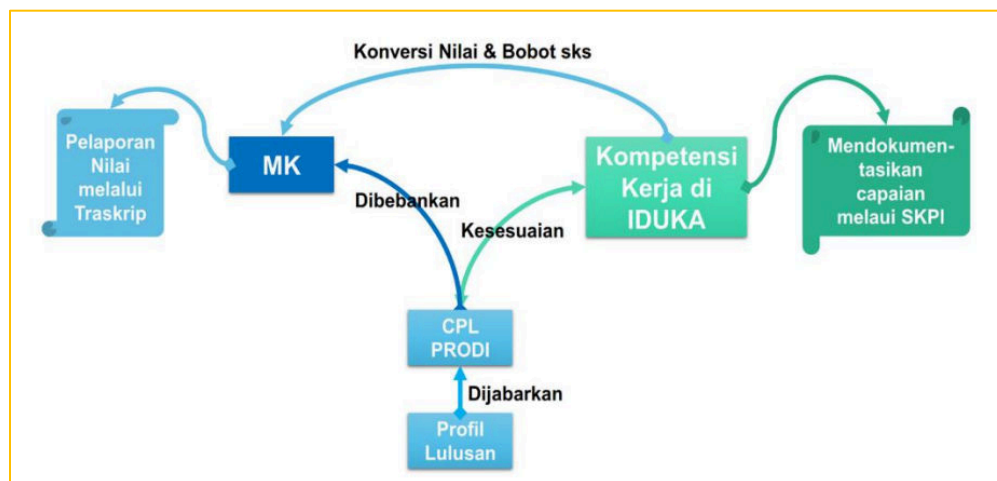 Konversi Nilai & Bobot sks
Pelaporan
Nilai
melalui
Traskrip
MK
Kompetensi
Kerja di
IDUKA
Mendokumen-
tasikan
capaian
melaui SKPI
Dibebankan
Kesesuaian
CPL
PRODI
Dijabarkan
Profil
Lulusan